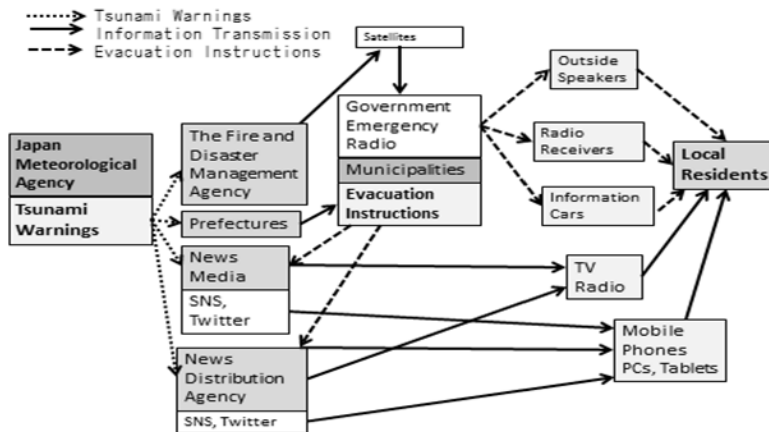 Tsunami Warnings
Information Transmission
Evacuation Instructions
Satellites
Japan
Meteorological
Agency
Tsunami
Warnings
The Fire and
Disaster
Management
Agency
Prefectures
News
Media
SNS,
Twitter
News
Distribution
Agency
SNS, Twitter
Government
Emergency
Radio
Municipalities
Evacuation
Instructions
Outside
Speakers
Radio
Receivers
Information
Cars
TV
Radio
Mobile
Phones
PCs, Tablets
Local
Residents